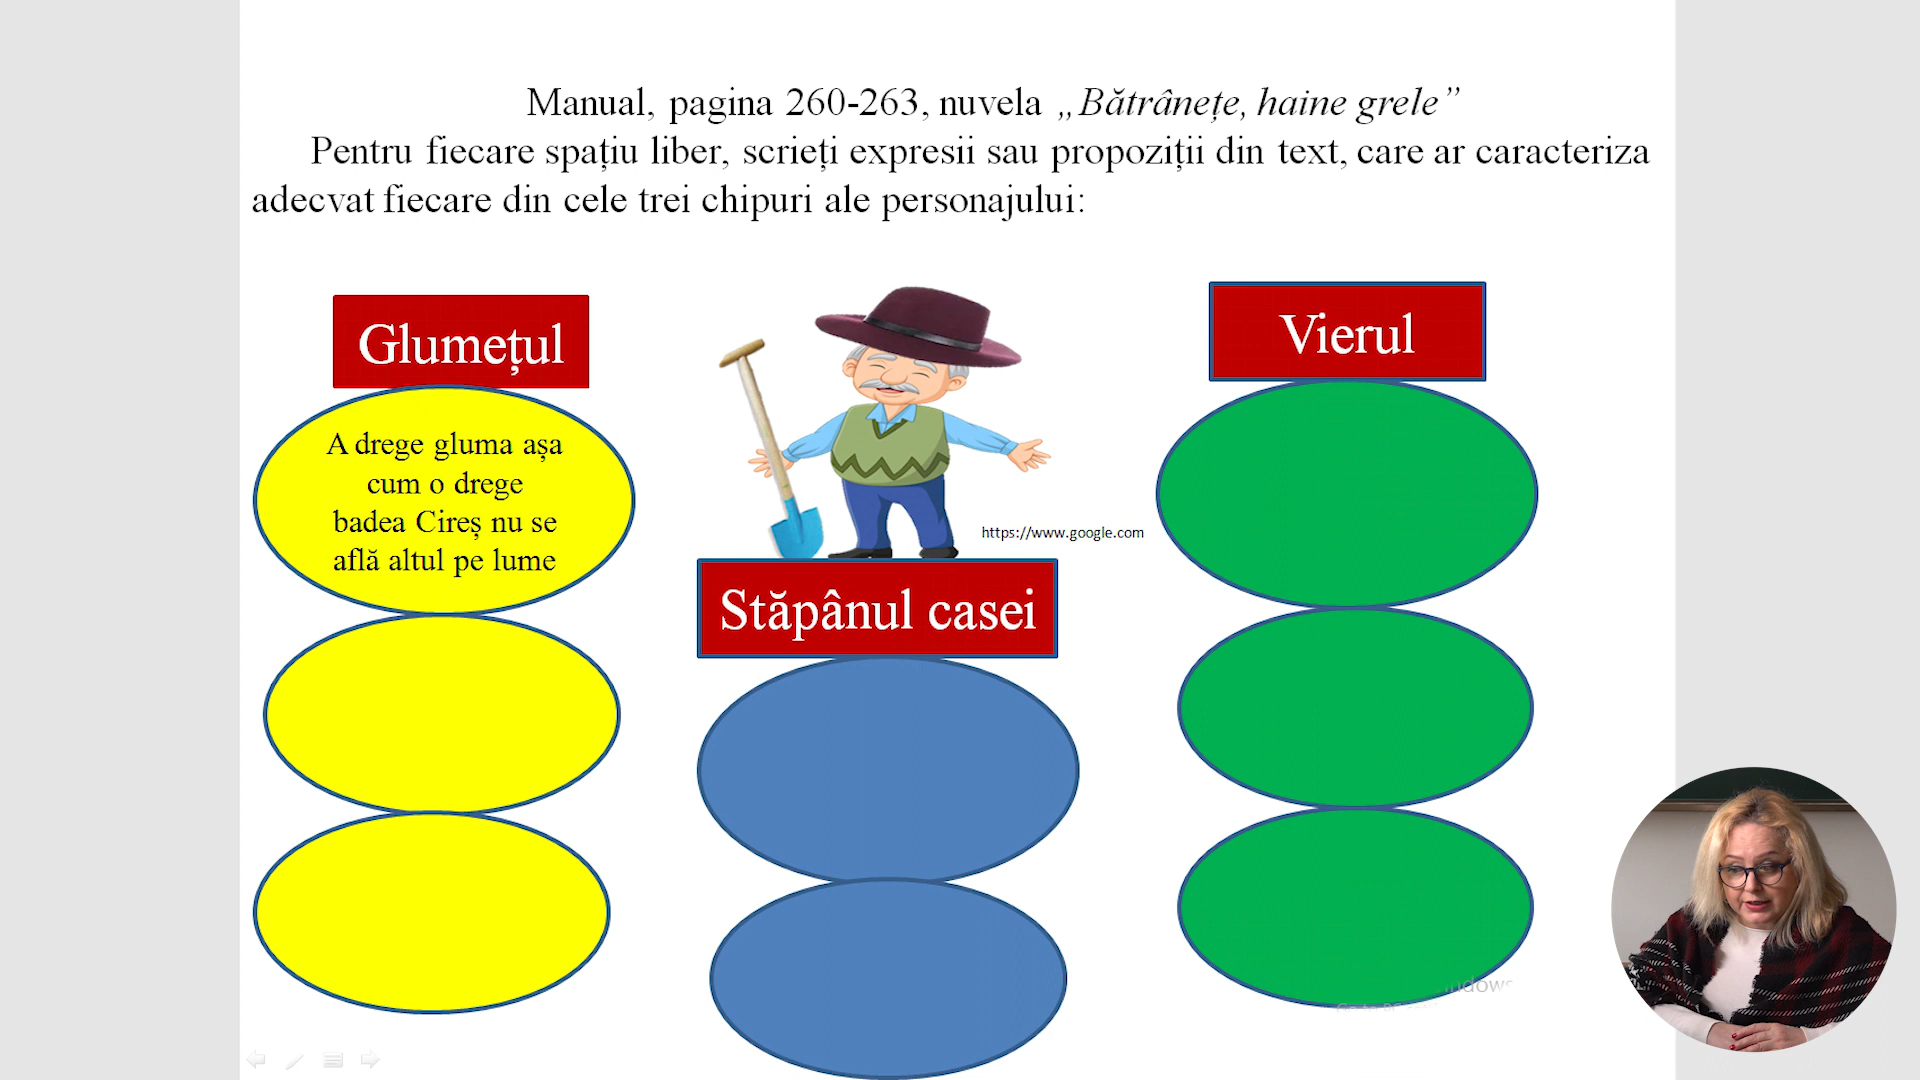 Manual, pagina 260-263, nuvela „Bătrânețe, haine grele”
Pentru fiecare spațiu liber, scrieți expresii sau propoziții din text, care ar caracteriza
adecvat fiecare din cele trei chipuri ale personajului:
Glumețul
A drege gluma așa
cum o drege
badea Cireș nu se
află altul pe lume
https://www.google.com
Stăpânul casei
Vierul